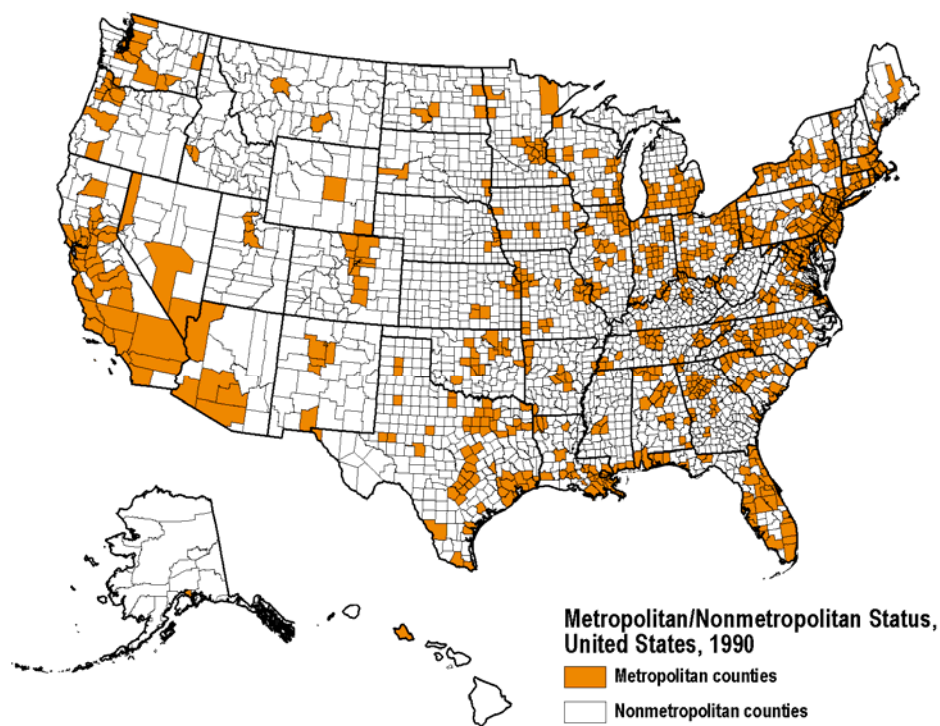 Metropolitan/Nonmetropolitan Status,
United States, 1990
Metropolitan counties
Nonmetropolitan counties